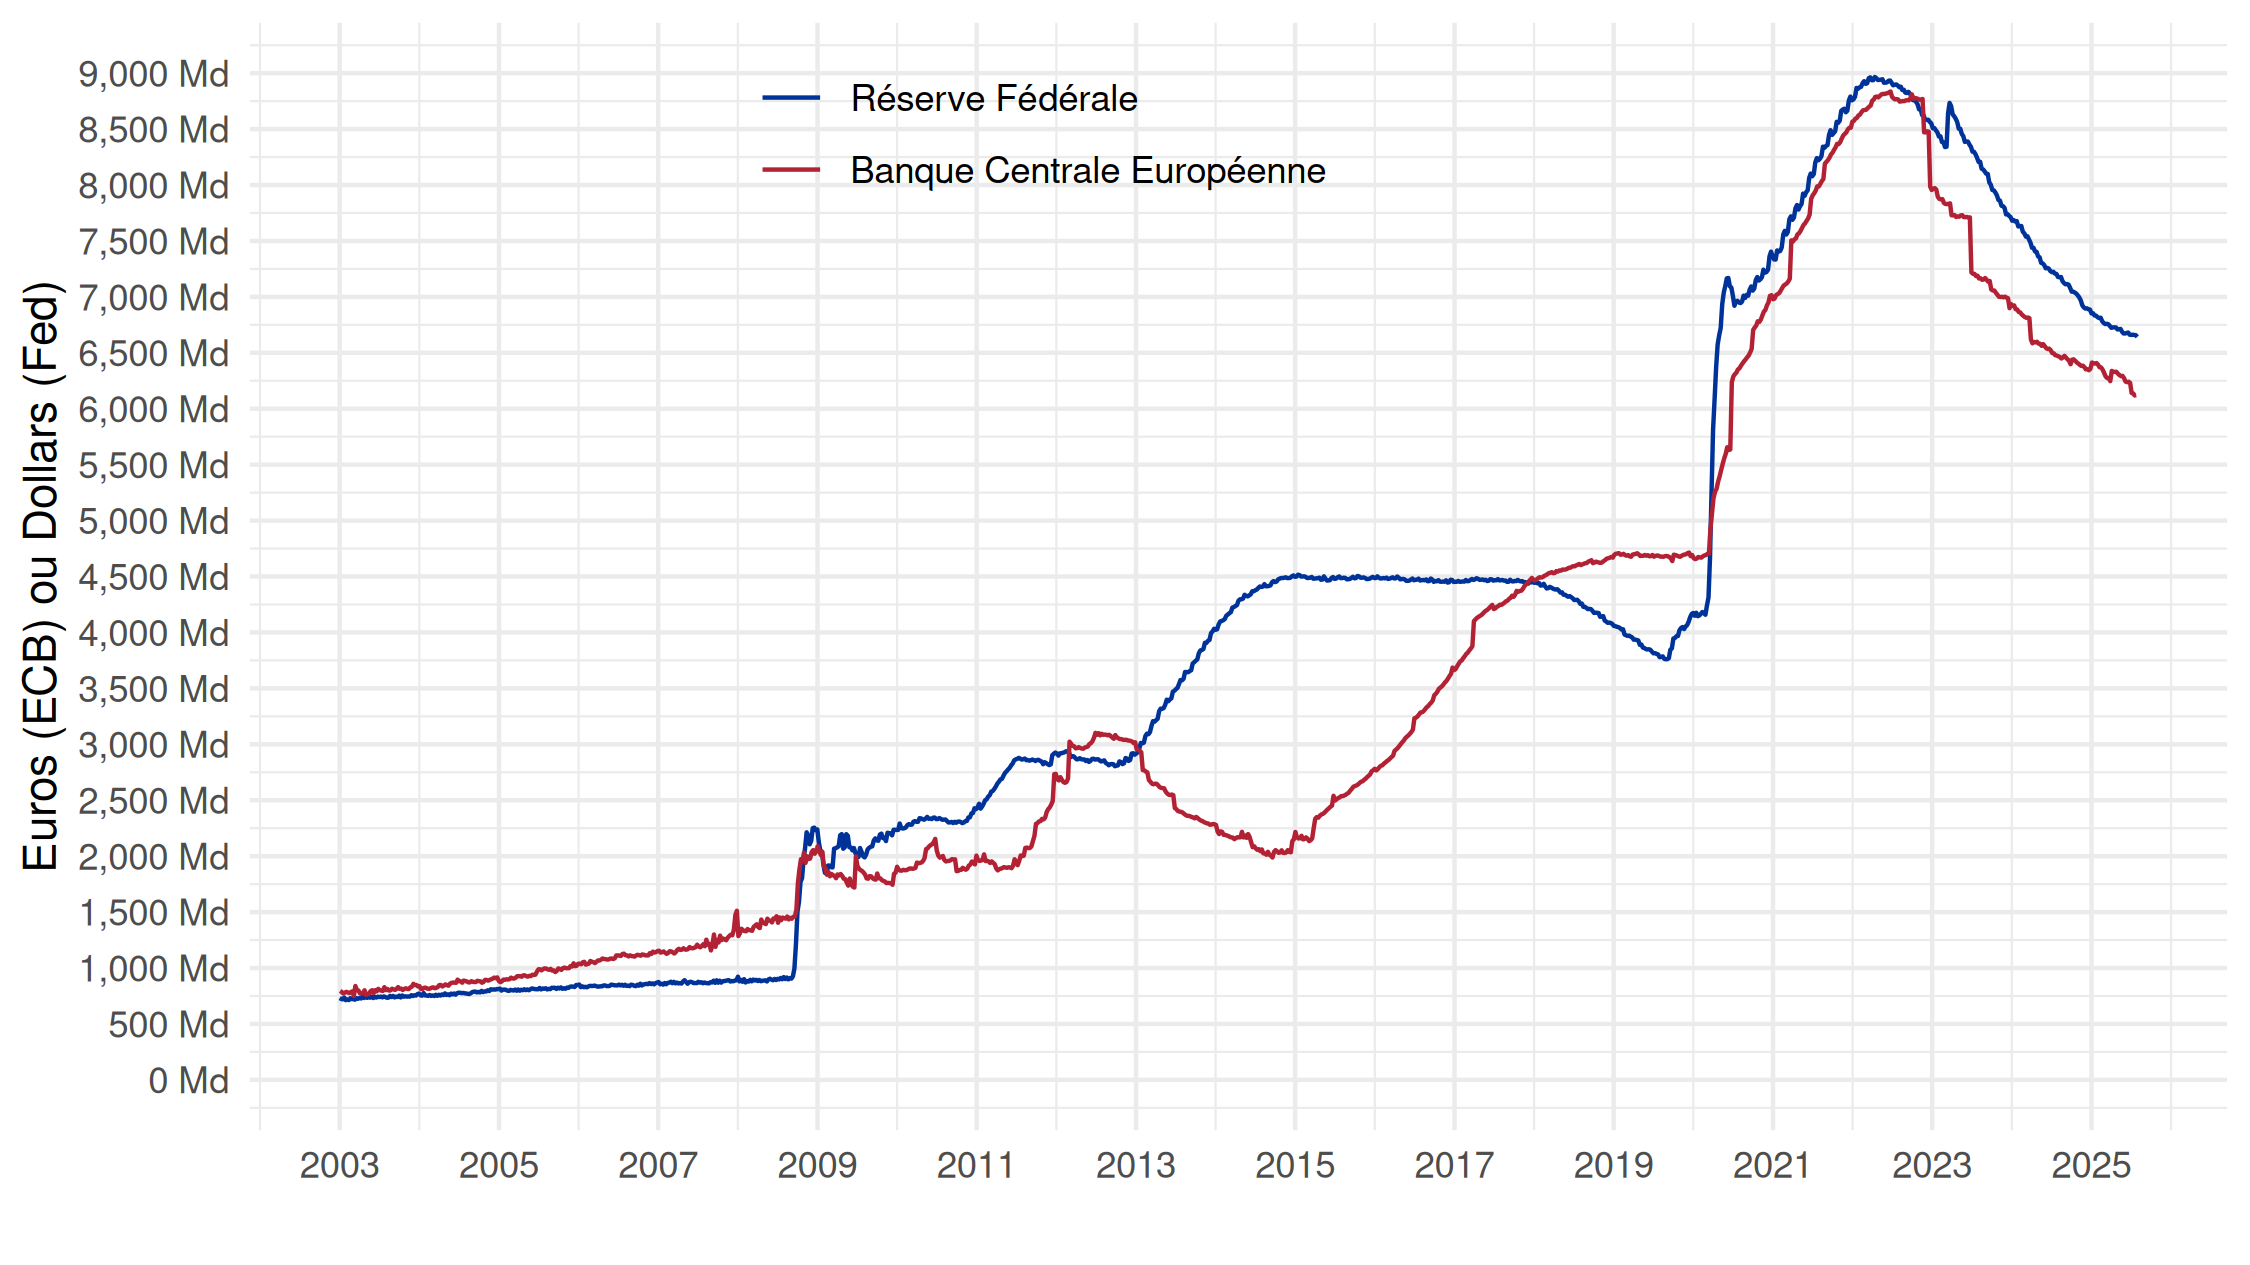 Euros (ECB) ou Dollars (Fed)
9,000 Md
8,500 Md
8,000 Md
7,500 Md
7,000 Md
6,500 Md
6,000 Md
5,500 Md
5,000 Md
4,500 Md
4,000 Md
3,500 Md
3,000 Md
2,500 Md
2,000 Md
1,500 Md
1,000 Md
500 Md
0 Md
Réserve Fédérale
Banque Centrale Européenne
2003 2005 2007 2009 2011 2013 2015 2017 2019 2021 2023 2025